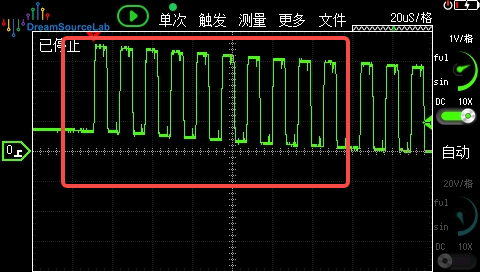 DreamSourceLab 单次 触发 测量 更多 文件 20uS/格
已停止
1V/格
ful
sin
DC 10X
0
自动
20V/格
ful
sin
DC 10X